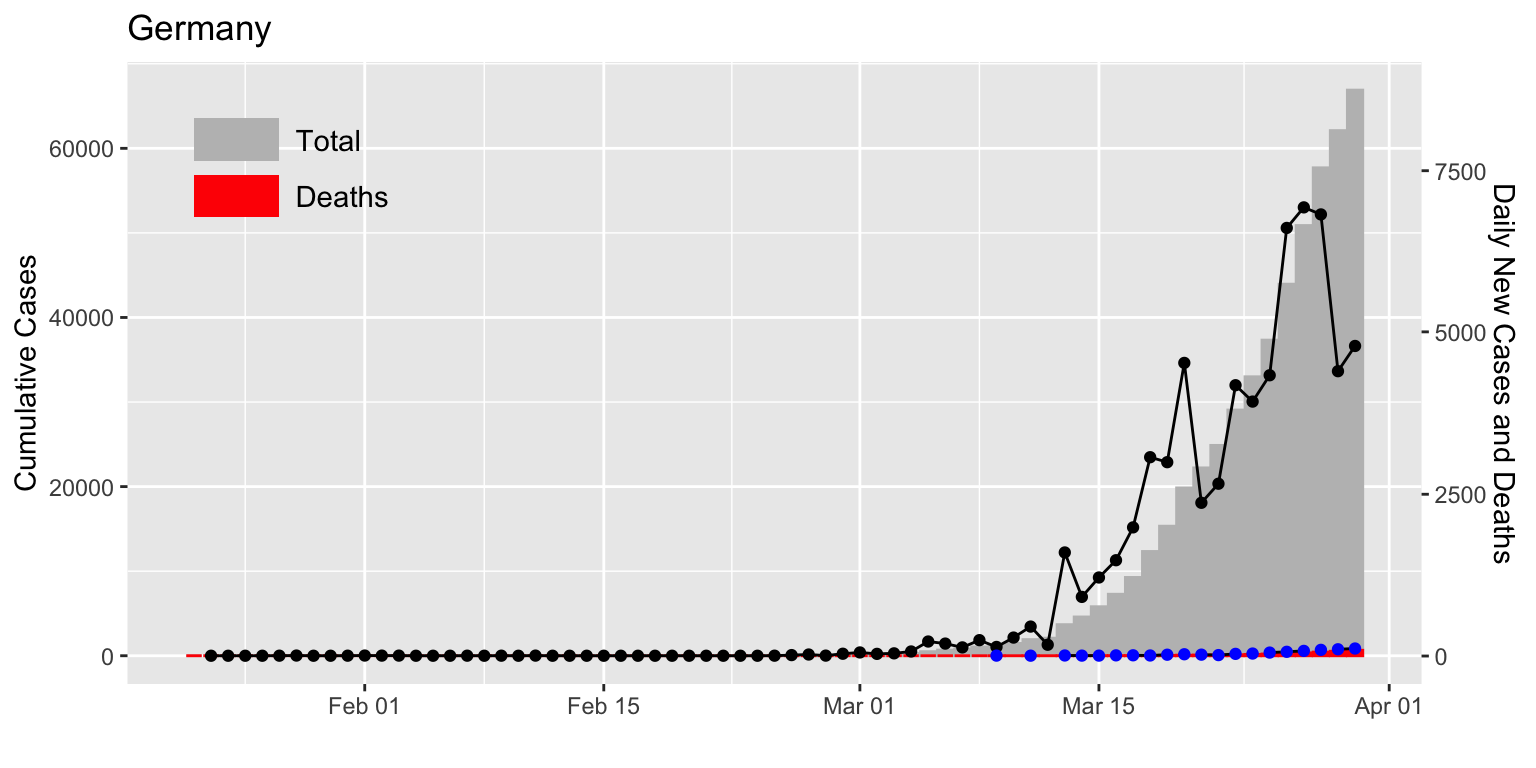 Germany
Total
Deaths
Cumulative Cases
60000
40000
20000
0
7500
5000
2500
0
Daily New Cases and Deaths
Feb 01
Feb 15
Mar 01
Mar 15
Apr 01